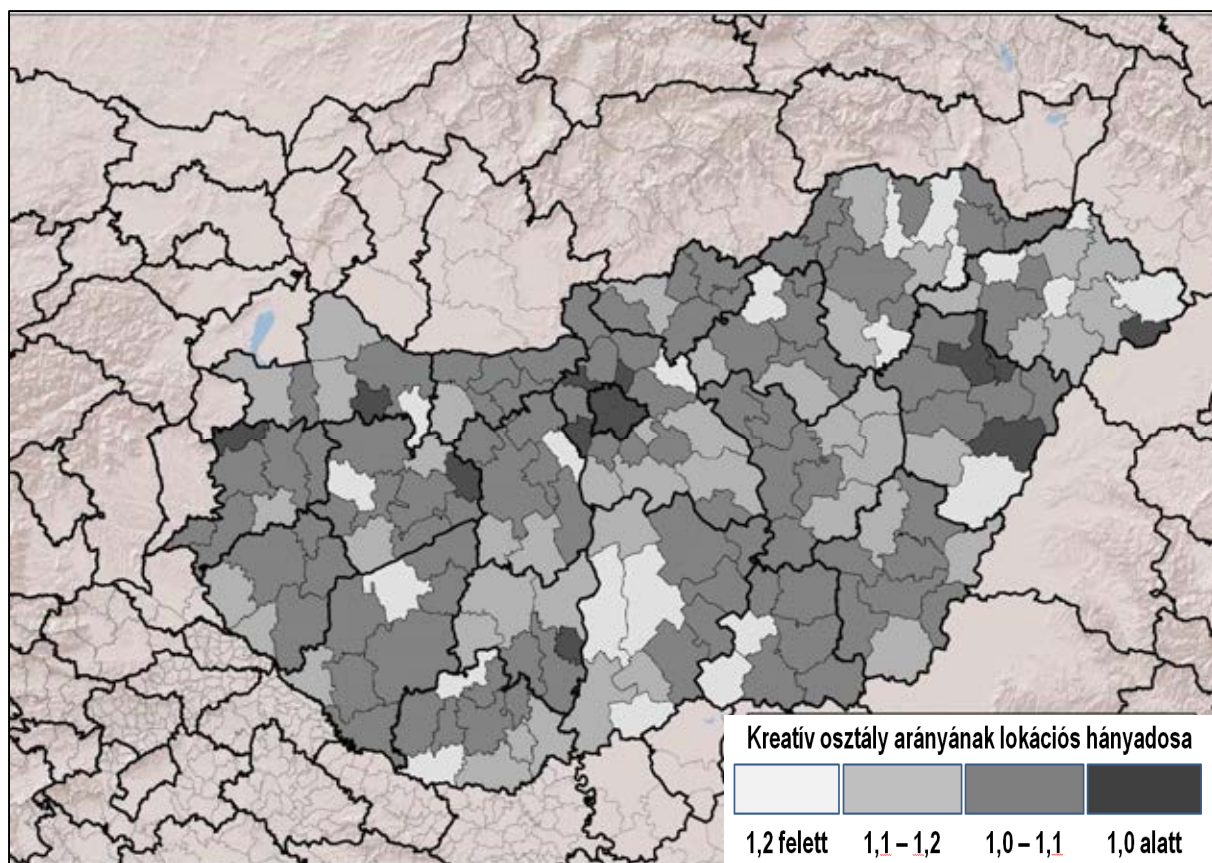 Kreatív osztály arányának lokációs hányadosa
1,2 felett 1,1 – 1,2 1,0 – 1,1 1,0 alatt